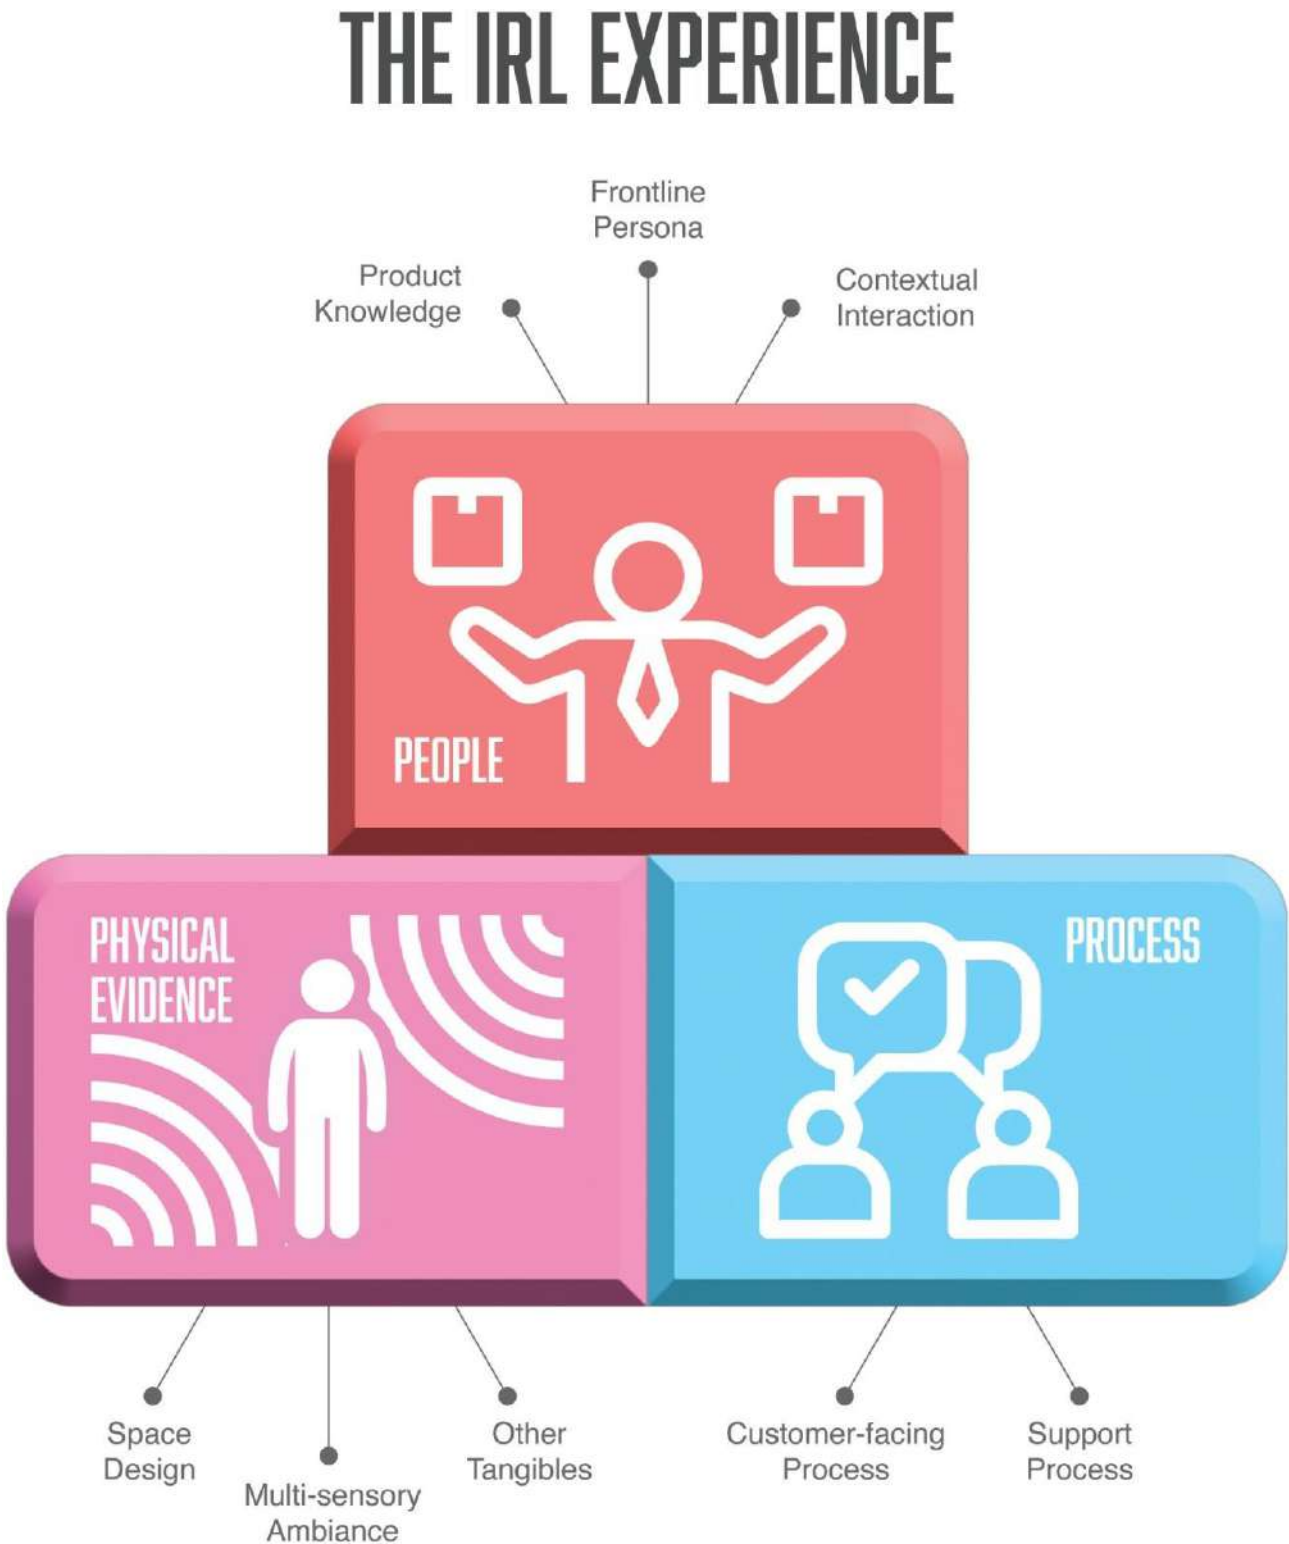 THE IRL EXPERIENCE
Frontline
Persona
Product
Knowledge
Contextual
Interaction
PEOPLE
PHYSICAL
EVIDENCE
PROCESS
Space
Design
Multi-sensory
Ambiance
Other
Tangibles
Customer-facing
Process
Support
Process